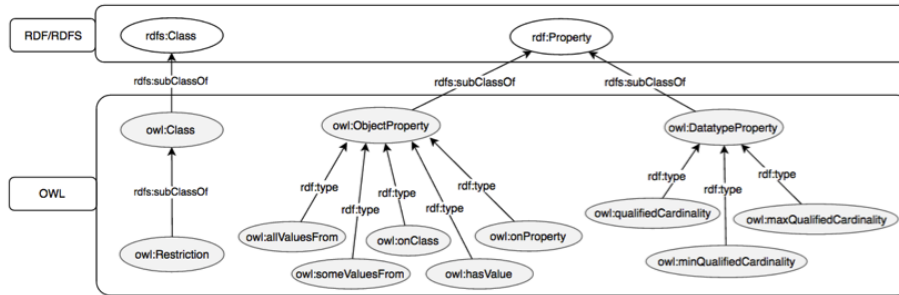 RDF/RDFS
rdfs:Class
rdf:Property
rdfs:subClassOf
rdfs:subClassOf
rdfs:subClassOf
OWL
owl:Class
owl:ObjectProperty
owl:DatatypeProperty
rdfs:subClassOf
rdf:type
rdf:type
rdf:type
rdf:type
rdf:type
rdf:type
rdf:type
rdf:type
owl:Restriction
owl:allValuesFrom
owl:someValuesFrom
owl:onClass
owl:hasValue
owl:onProperty
owl:qualifiedCardinality
owl:minQualifiedCardinality
owl:maxQualifiedCardinality